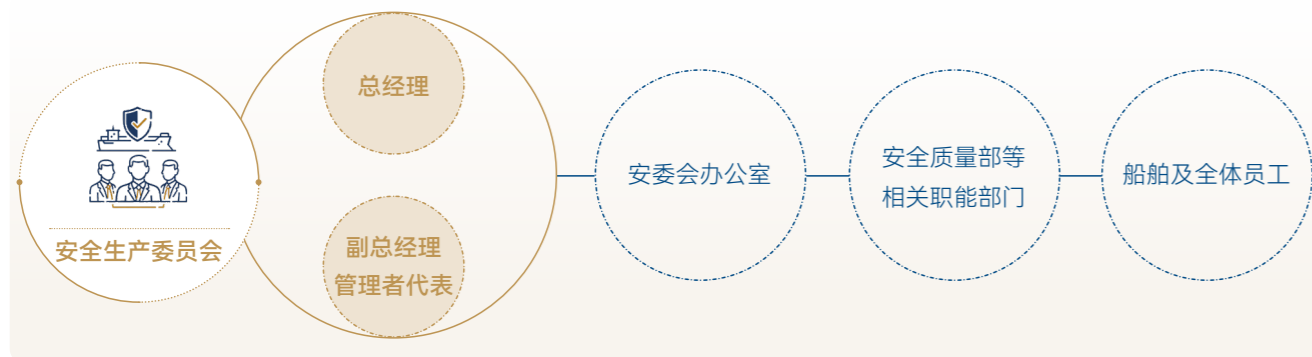 安全生产委员会
总经理
副总经理
管理者代表
安委会办公室
安全质量部等
相关职能部门
船舶及全体员工